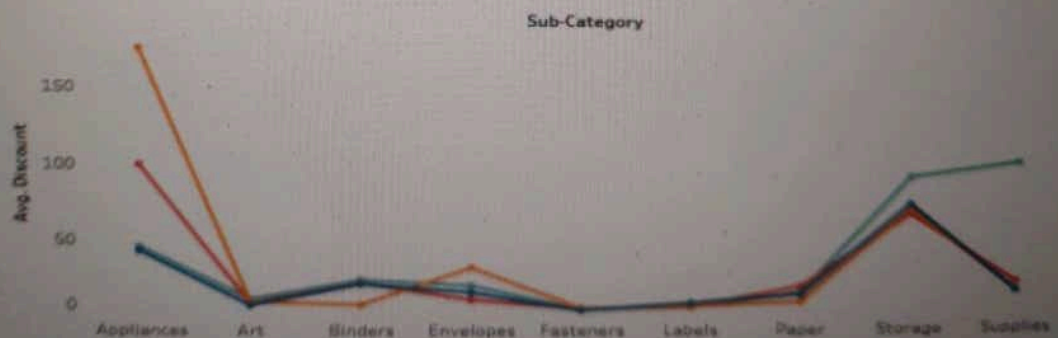 Sub-Category
150
100
50
0
Avg. Discount
Appliances Art Binders Envelopes Fasteners Labels Paper Storage Supplies